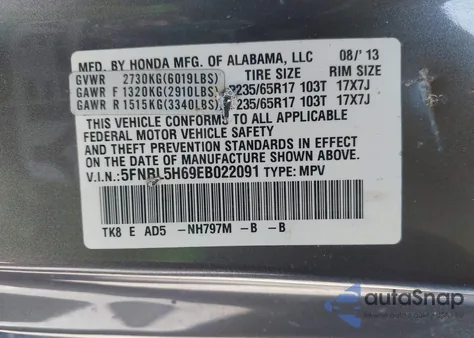 MFD. BY HONDA MFG. OF ALABAMA, LLC 08/'13
GVWR 2730KG(6019LBS) TIRE SIZE RIM SIZE
GAWR F 1320KG(2910LBS) 235/65R17 103T 17X7J
GAWR R 1515KG(3340LBS) 235/65R17 103T 17X7J
THIS VEHICLE CONFORMS TO ALL APPLICABLE
FEDERAL MOTOR VEHICLE SAFETY
AND THEFT PREVENTION STANDARDS IN EFFECT
ON THE DATE OF MANUFACTURE SHOWN ABOVE.
V.I.N.: 5FNRL5H69EB022091 TYPE: MPV
TK8 E AD5 -NH797M -B -B
autoSnap